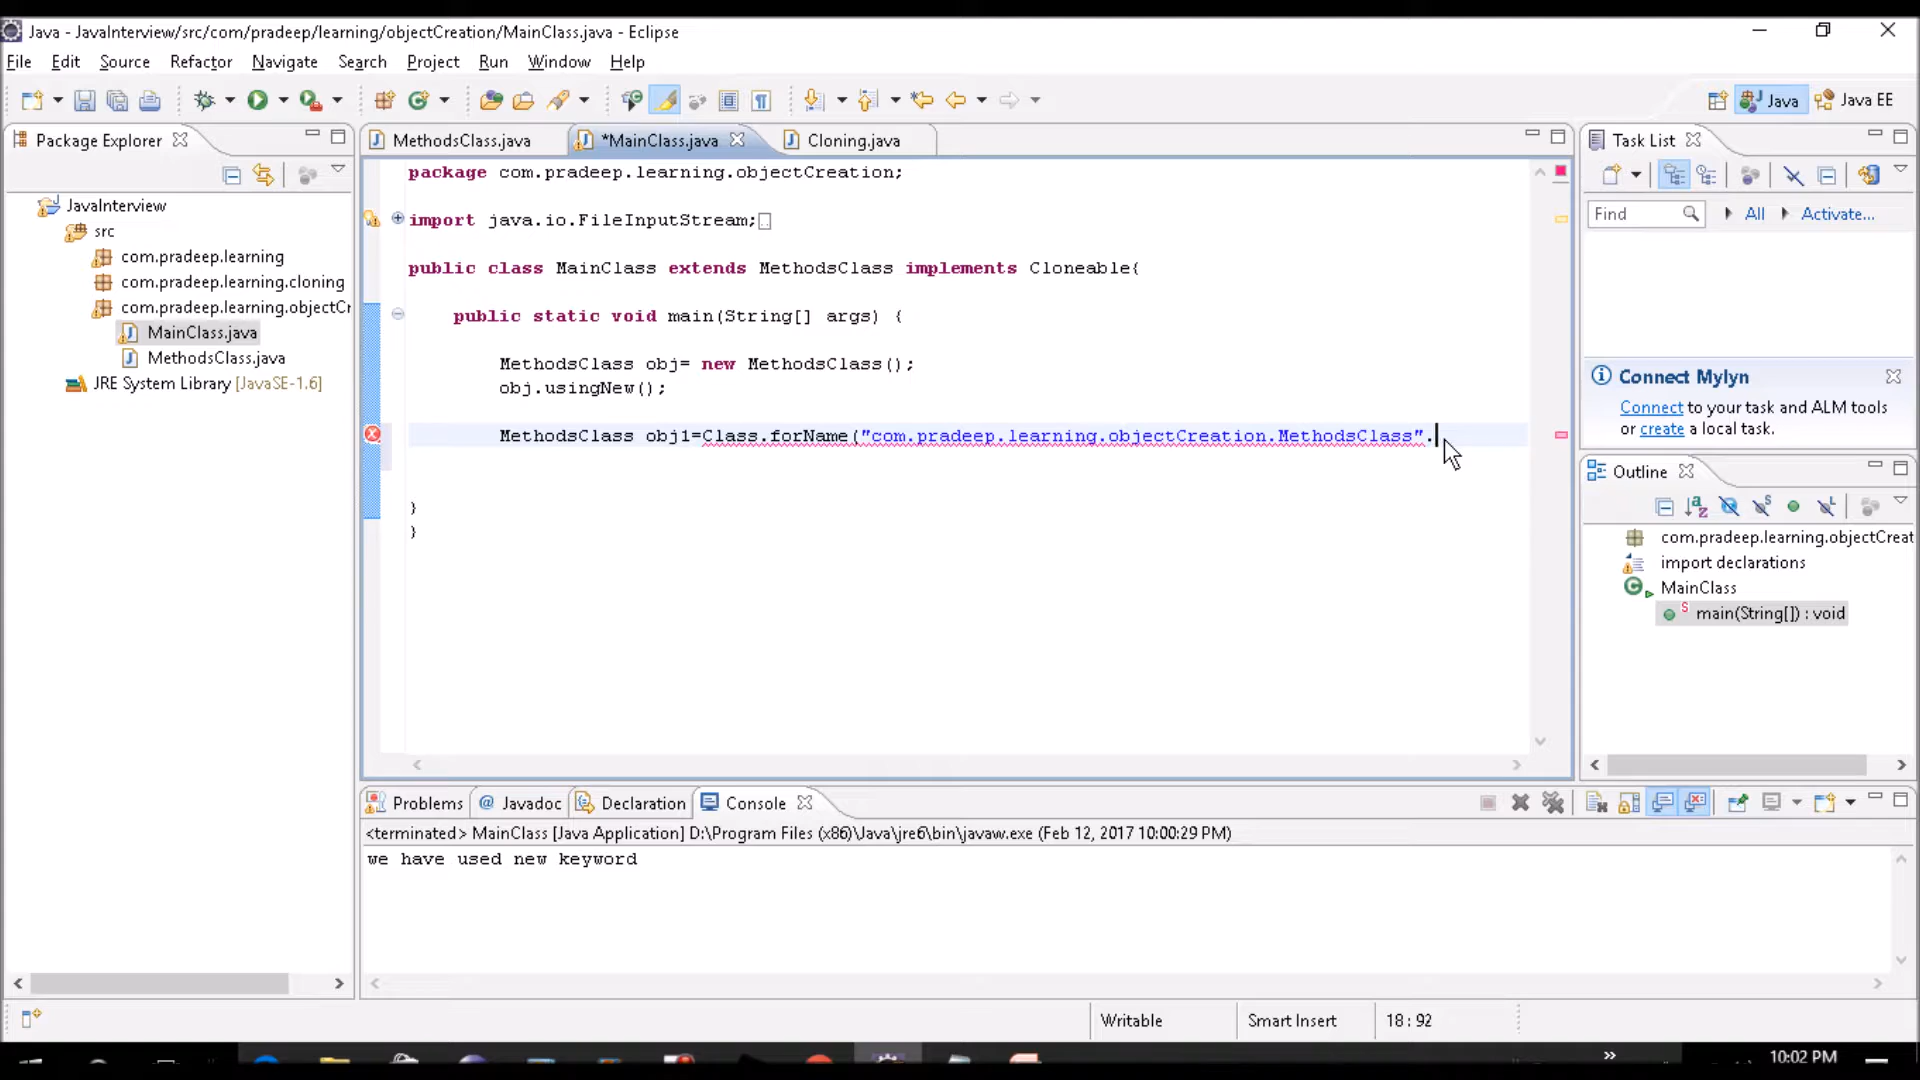 Java - JavaInterview/src/com/pradeep/learning/objectCreation/MainClass.java - Eclipse
File Edit Source Refactor Navigate Search Project Run Window Help
Java Java EE
Package Explorer
JavaInterview
src
com.pradeep.learning
com.pradeep.learning.cloning
com.pradeep.learning.objectCr
MainClass.java
MethodsClass.java
JRE System Library [JavaSE-1.6]
MethodsClass.java *MainClass.java Cloning.java
package com.pradeep.learning.objectCreation;
import java.io.FileInputStream;
public class MainClass extends MethodsClass implements Cloneable{
public static void main(String[] args) {
MethodsClass obj= new MethodsClass();
obj.usingNew();
MethodsClass obj1=Class.forName("com.pradeep.learning.objectCreation.MethodsClass".
}
}
Task List
Find All Activate...
Connect Mylyn
Connect to your task and ALM tools
or create a local task.
Outline
com.pradeep.learning.objectCreat
import declarations
MainClass
main(String[]) : void
Problems @ Javadoc Declaration Console
<terminated> MainClass [Java Application] D:\Program Files (x86)\Java\jre6\bin\javaw.exe (Feb 12, 2017 10:00:29 PM)
we have used new keyword
Writable Smart Insert 18 : 92
10:02 PM